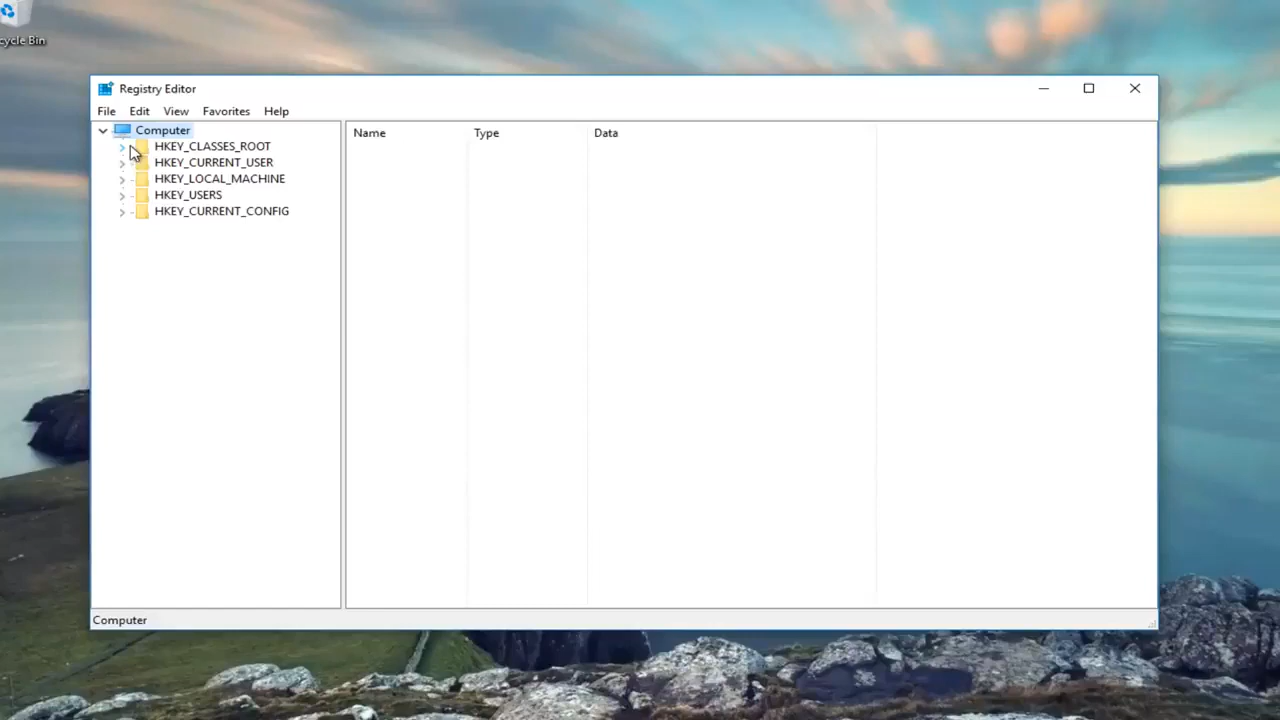 cycle Bin
Registry Editor
File Edit View Favorites Help
Computer
HKEY_CLASSES_ROOT
HKEY_CURRENT_USER
HKEY_LOCAL_MACHINE
HKEY_USERS
HKEY_CURRENT_CONFIG
Name Type Data
Computer